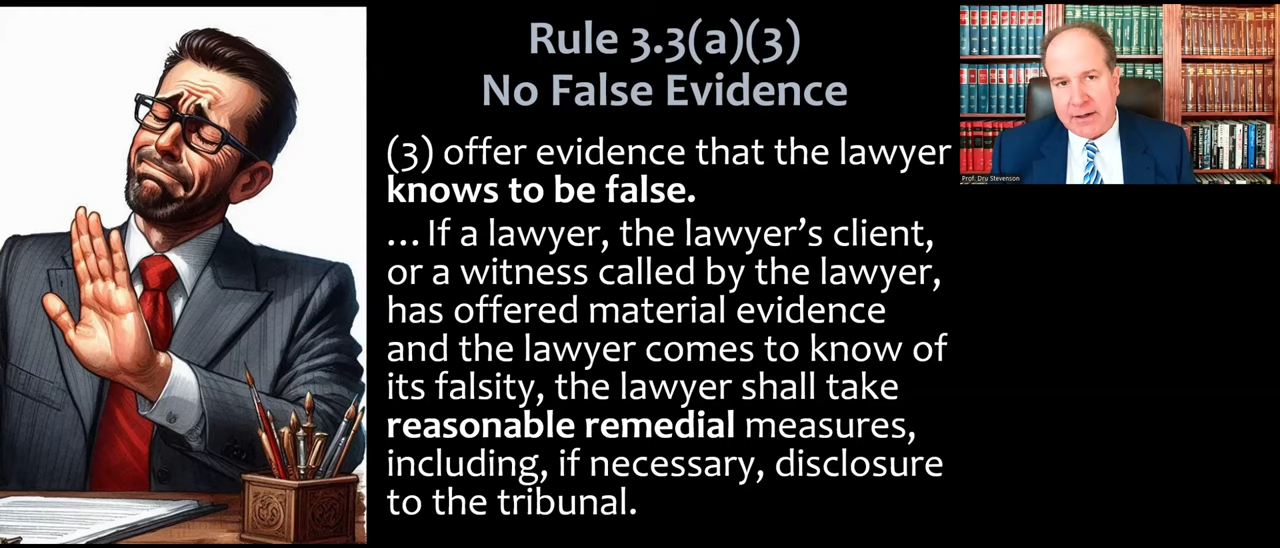 Rule 3.3(a)(3)
No False Evidence
(3) offer evidence that the lawyer
knows to be false.
…If a lawyer, the lawyer’s client,
or a witness called by the lawyer,
has offered material evidence
and the lawyer comes to know of
its falsity, the lawyer shall take
reasonable remedial measures,
including, if necessary, disclosure
to the tribunal.
Prof. Dru Stevenson